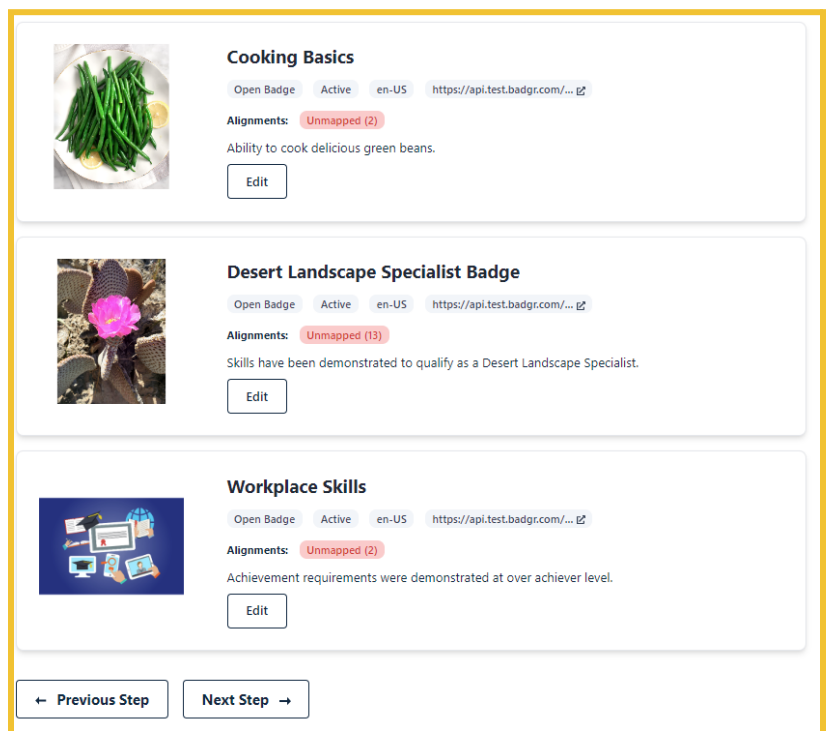 Cooking Basics
Open Badge Active en-US https://api.test.badgr.com/...
Alignments: Unmapped (2)
Ability to cook delicious green beans.
Edit
Desert Landscape Specialist Badge
Open Badge Active en-US https://api.test.badgr.com/...
Alignments: Unmapped (13)
Skills have been demonstrated to qualify as a Desert Landscape Specialist.
Edit
Workplace Skills
Open Badge Active en-US https://api.test.badgr.com/...
Alignments: Unmapped (2)
Achievement requirements were demonstrated at over achiever level.
Edit
← Previous Step Next Step →